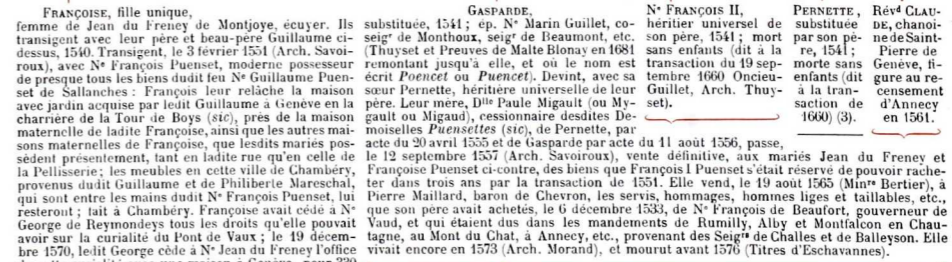 FRANÇOISE, fille unique,
femme de Jean du Freney de Montjoye, écuyer. Ils
transigent avec leur père et beau-père Guillaume ci-
dessus, 1540. Transigent, le 3 février 1551 (Arch. Savoi-
roux), avec Ne François Puenset, moderne possesseur
de presque tous les biens dudit feu Ne Guillaume Puen-
set de Sallanches : François leur relâche la maison
avec jardin acquise par ledit Guillaume à Genève en la
charrière de la Tour de Boys (sic), près de la maison
maternelle de ladite Françoise, ainsi que les autres mai-
sons maternelles de Françoise, que lesdits mariés pos-
sèdent présentement, tant en ladite rue qu'en celle de
la Pellisserie; les meubles en cette ville de Chambéry,
provenus dudit Guillaume et de Philiberte Mareschal,
qui sont entre les mains dudit Ne François Puenset, lui
resteront; fait à Chambéry. Françoise avait cédé à Ne
George de Reymondeys tous les droits qu'elle pouvait
avoir sur la curialité du Pont de Vaux; le 19 décem-
bre 1570, ledit George cède à Ne Jean du Freney l'office
GASPARDE,
substituée, 1541; ép. Ne Marin Guillet, co-
seigr de Monthoux, seigr de Beaumont, etc.
(Thuyset et Preuves de Malte Blonay en 1681
remontant jusqu'à elle, et où le nom est
écrit Poencet ou Puencet). Devint, avec sa
sœur Pernette, héritière universelle de leur
père. Leur mère, Dlle Paule Migault (ou My-
gault ou Migaud), cessionnaire desdites De-
moiselles Puensettes (sic), de Pernette, par
acte du 20 avril 1555 et de Gasparde par acte du 11 août 1556, passe,
le 12 septembre 1557 (Arch. Savoiroux), vente définitive, aux mariés Jean du Freney et
Françoise Puenset ci-contre, des biens que François I Puenset s'était réservé de pouvoir rache-
ter dans trois ans par la transaction de 1551. Elle vend, le 19 août 1565 (Minre Bertier), à
Pierre Maillard, baron de Chevron, les servis, hommages, hommes liges et taillables, etc.,
que son père avait achetés, le 6 décembre 1533, de Ne François de Beaufort, gouverneur de
Vaud, et qui étaient dus dans les mandements de Rumilly, Alby et Montfalcon en Chau-
tagne, au Mont du Chat, à Annecy, etc., provenant des Seigrs de Challes et de Balleyson. Elle
vivait encore en 1573 (Arch. Morand), et mourut avant 1576 (Titres d'Eschavannes).
Ne FRANÇOIS II,
héritier universel de
son père, 1541; mort
sans enfants (dit à la
transaction du 19 sep-
tembre 1660 Oncieu-
Guillet, Arch. Thuy-
set).
PERNETTE,
substituée
par son pè-
re, 1541;
morte sans
enfants (dit
à la tran-
saction de
1660) (3).
Révd CLAU-
DE, chanoi-
ne de Saint-
Pierre de
Genève, fi-
gure au re-
censement
d'Annecy
en 1561.